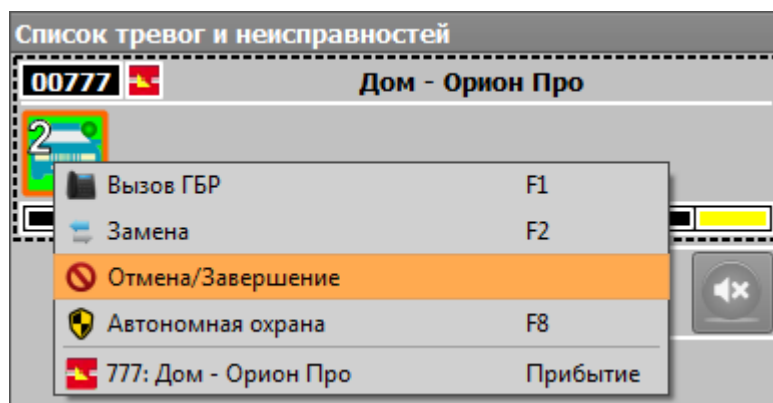 Список тревог и неисправностей
00777 Дом - Орион Про
2
Вызов ГБР F1
Замена F2
Отмена/Завершение
Автономная охрана F8
777: Дом - Орион Про Прибытие